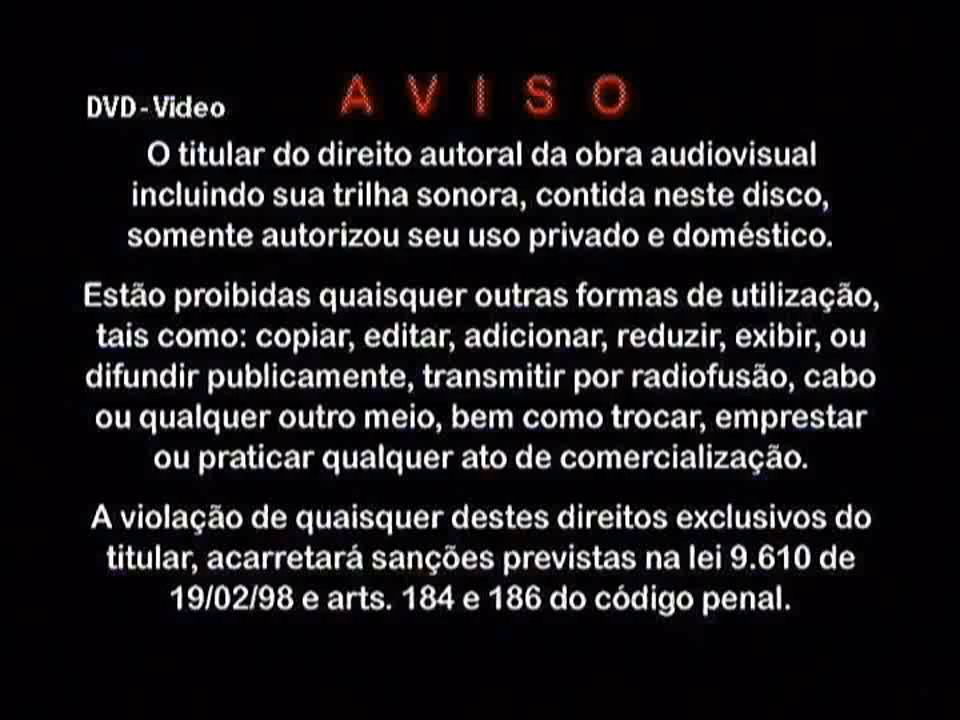 A V I S O
DVD-Video
O titular do direito autoral da obra audiovisual
incluindo sua trilha sonora, contida neste disco,
somente autorizou seu uso privado e doméstico.
Estão proibidas quaisquer outras formas de utilização,
tais como: copiar, editar, adicionar, reduzir, exibir, ou
difundir publicamente, transmitir por radiofusão, cabo
ou qualquer outro meio, bem como trocar, emprestar
ou praticar qualquer ato de comercialização.
A violação de quaisquer destes direitos exclusivos do
titular, acarretará sanções previstas na lei 9.610 de
19/02/98 e arts. 184 e 186 do código penal.